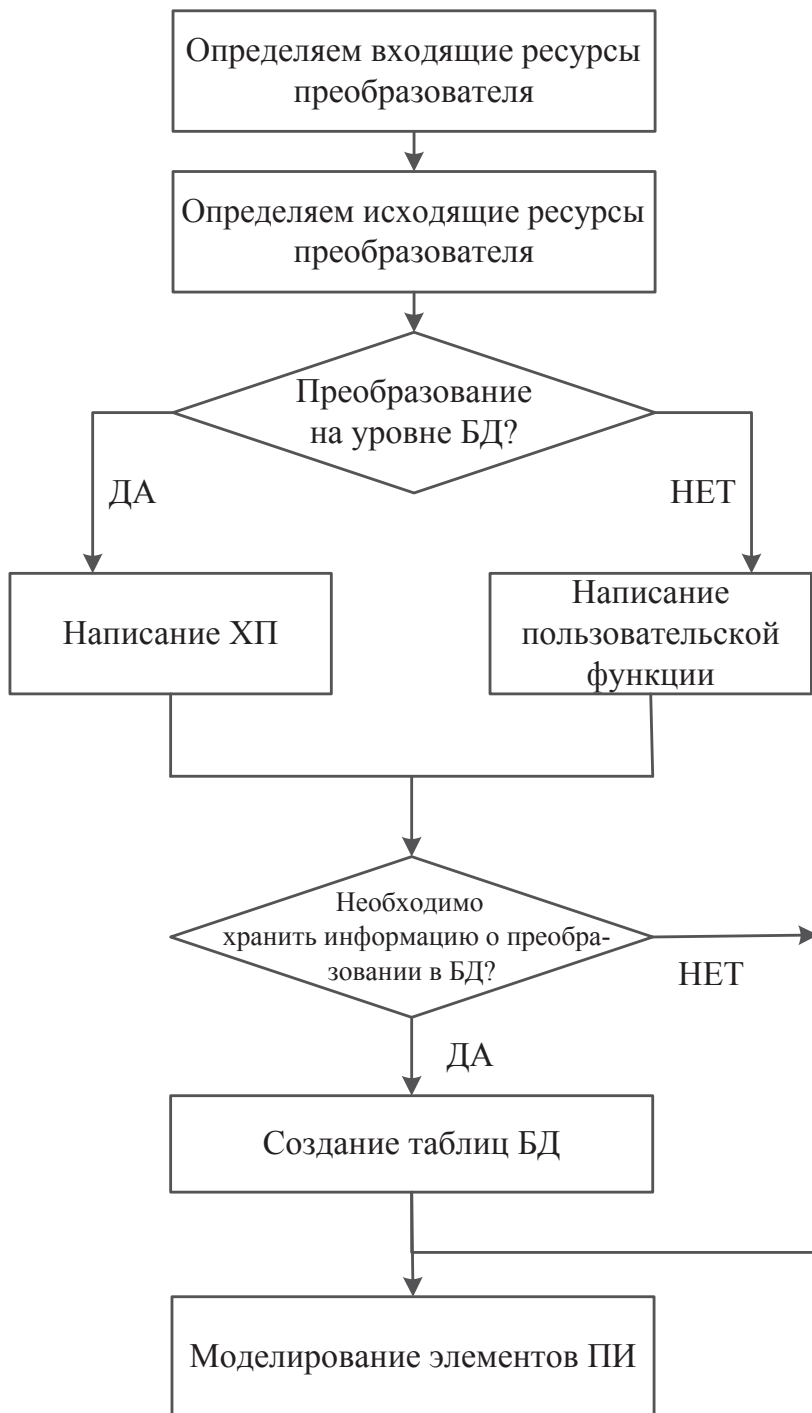 Определяем входящие ресурсы
преобразователя
Определяем исходящие ресурсы
преобразователя
Преобразование
на уровне БД?
ДА
НЕТ
Написание ХП
Написание
пользовательской
функции
Необходимо
хранить информацию о преобра-
зовании в БД?
НЕТ
ДА
Создание таблиц БД
Моделирование элементов ПИ